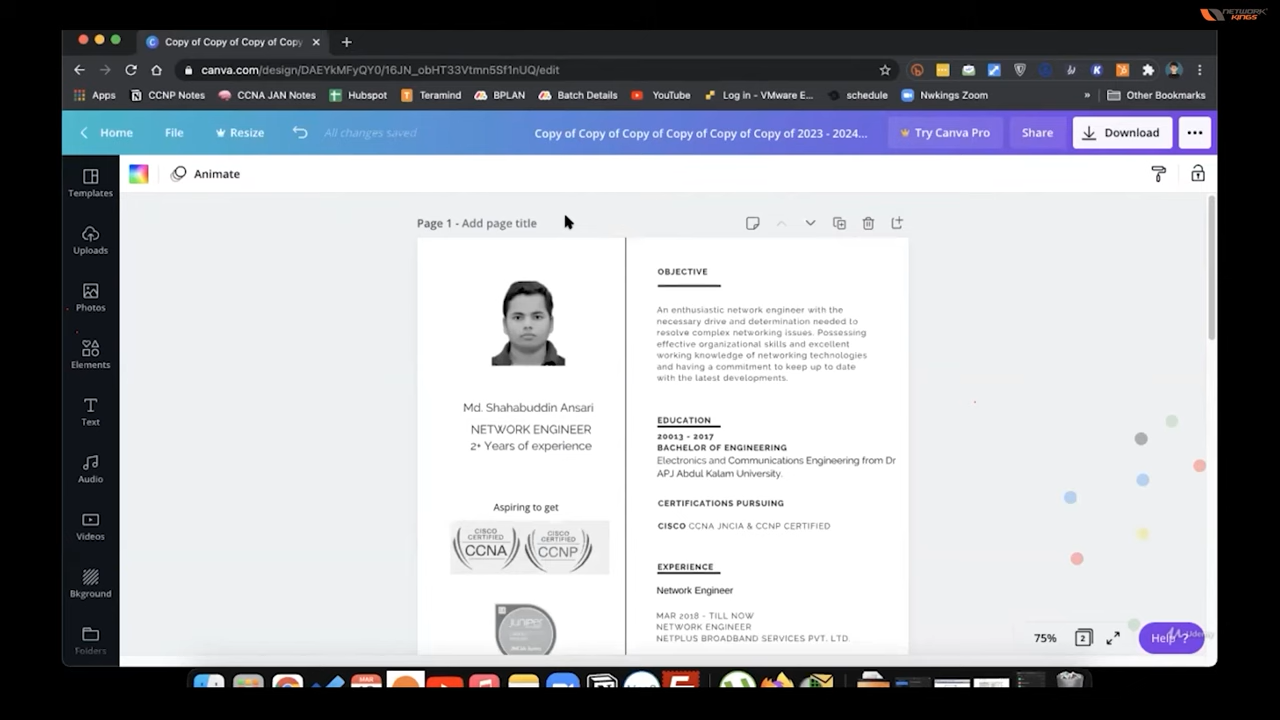 NETWORK KINGS
Copy of Copy of Copy of Copy
canva.com/design/DAEYkMFyQY0/16JN_obHT33Vtmn5Sf1nUQ/edit
Apps CCNP Notes CCNA JAN Notes Hubspot Teramind BPLAN Batch Details YouTube Log in - VMware E... schedule Nwkings Zoom » Other Bookmarks
Home File Resize All changes saved Copy of Copy of Copy of Copy of Copy of Copy of 2023 - 2024... Try Canva Pro Share Download
Templates
Animate
Uploads
Photos
Elements
Text
Audio
Videos
Bkground
Folders
Page 1 - Add page title
Md. Shahabuddin Ansari
NETWORK ENGINEER
2+ Years of experience
Aspiring to get
CISCO CERTIFIED CCNA
CISCO CERTIFIED CCNP
JUNIPER
OBJECTIVE
An enthusiastic network engineer with the
necessary drive and determination needed to
resolve complex networking issues. Possessing
effective organizational skills and excellent
working knowledge of networking technologies
and having a commitment to keep up to date
with the latest developments.
EDUCATION
20013 - 2017
BACHELOR OF ENGINEERING
Electronics and Communications Engineering from Dr
APJ Abdul Kalam University.
CERTIFICATIONS PURSUING
CISCO CCNA JNCIA & CCNP CERTIFIED
EXPERIENCE
Network Engineer
MAR 2018 - TILL NOW
NETWORK ENGINEER
NETPLUS BROADBAND SERVICES PVT. LTD.
75% 2 Help ?